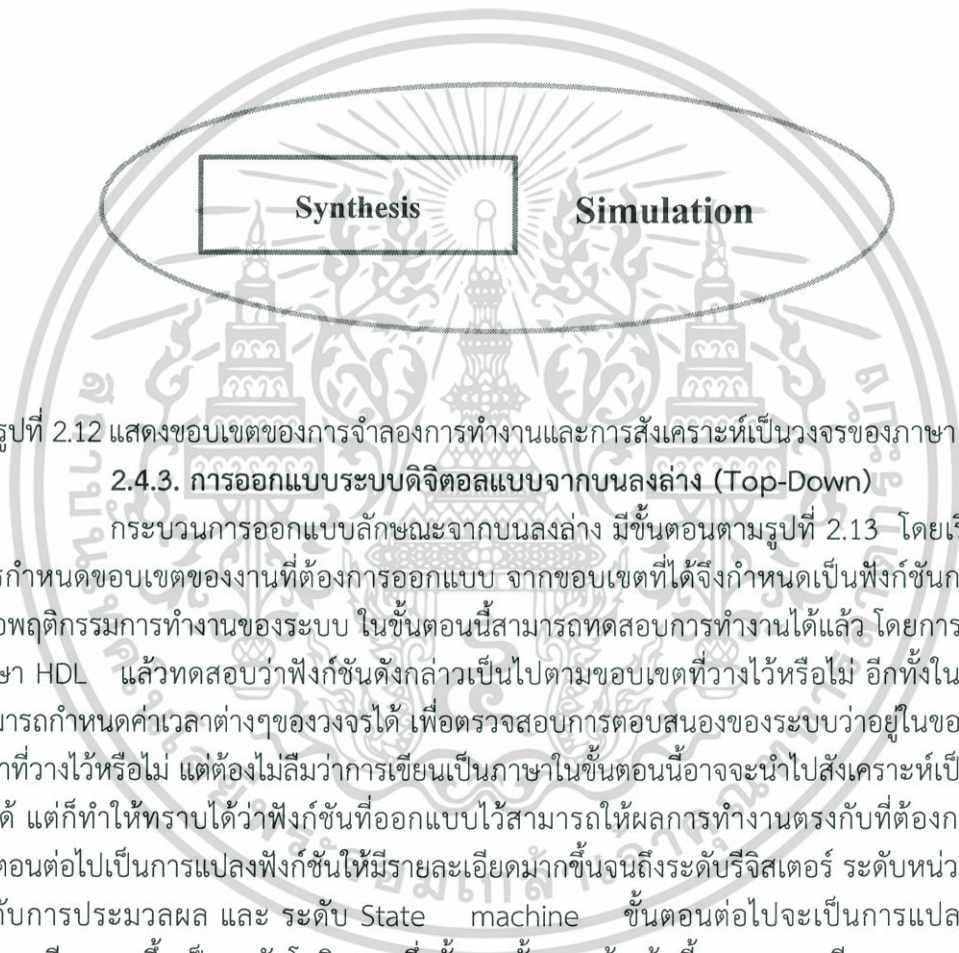 Synthesis Simulation
รูปที่ 2.12 แสดงขอบเขตของการจำลองการทำงานและการสังเคราะห์เป็นวงจรของภาษา
2.4.3. การออกแบบระบบดิจิตอลแบบจากบนลงล่าง (Top-Down)
กระบวนการออกแบบลักษณะจากบนลงล่าง มีขั้นตอนตามรูปที่ 2.13 โดยเริ
รกำหนดขอบเขตของงานที่ต้องการออกแบบ จากขอบเขตที่ได้จึงกำหนดเป็นฟังก์ชันก
อพฤติกรรมการทำงานของระบบ ในขั้นตอนนี้สามารถทดสอบการทำงานได้แล้ว โดยการ
ษา HDL แล้วทดสอบว่าฟังก์ชันดังกล่าวเป็นไปตามขอบเขตที่วางไว้หรือไม่ อีกทั้งใน
มารถกำหนดค่าเวลาต่างๆของวงจรได้ เพื่อตรวจสอบการตอบสนองของระบบว่าอยู่ในขอ
าที่วางไว้หรือไม่ แต่ต้องไม่ลืมว่าการเขียนเป็นภาษาในขั้นตอนนี้อาจจะนำไปสังเคราะห์เป็
ด้ แต่ก็ทำให้ทราบได้ว่าฟังก์ชันที่ออกแบบไว้สามารถให้ผลการทำงานตรงกับที่ต้องก
ตอนต่อไปเป็นการแปลงฟังก์ชันให้มีรายละเอียดมากขึ้นจนถึงระดับรีจิสเตอร์ ระดับหน่ว
ับการประมวลผล และ ระดับ State machine ขั้นตอนต่อไปจะเป็นการแปล